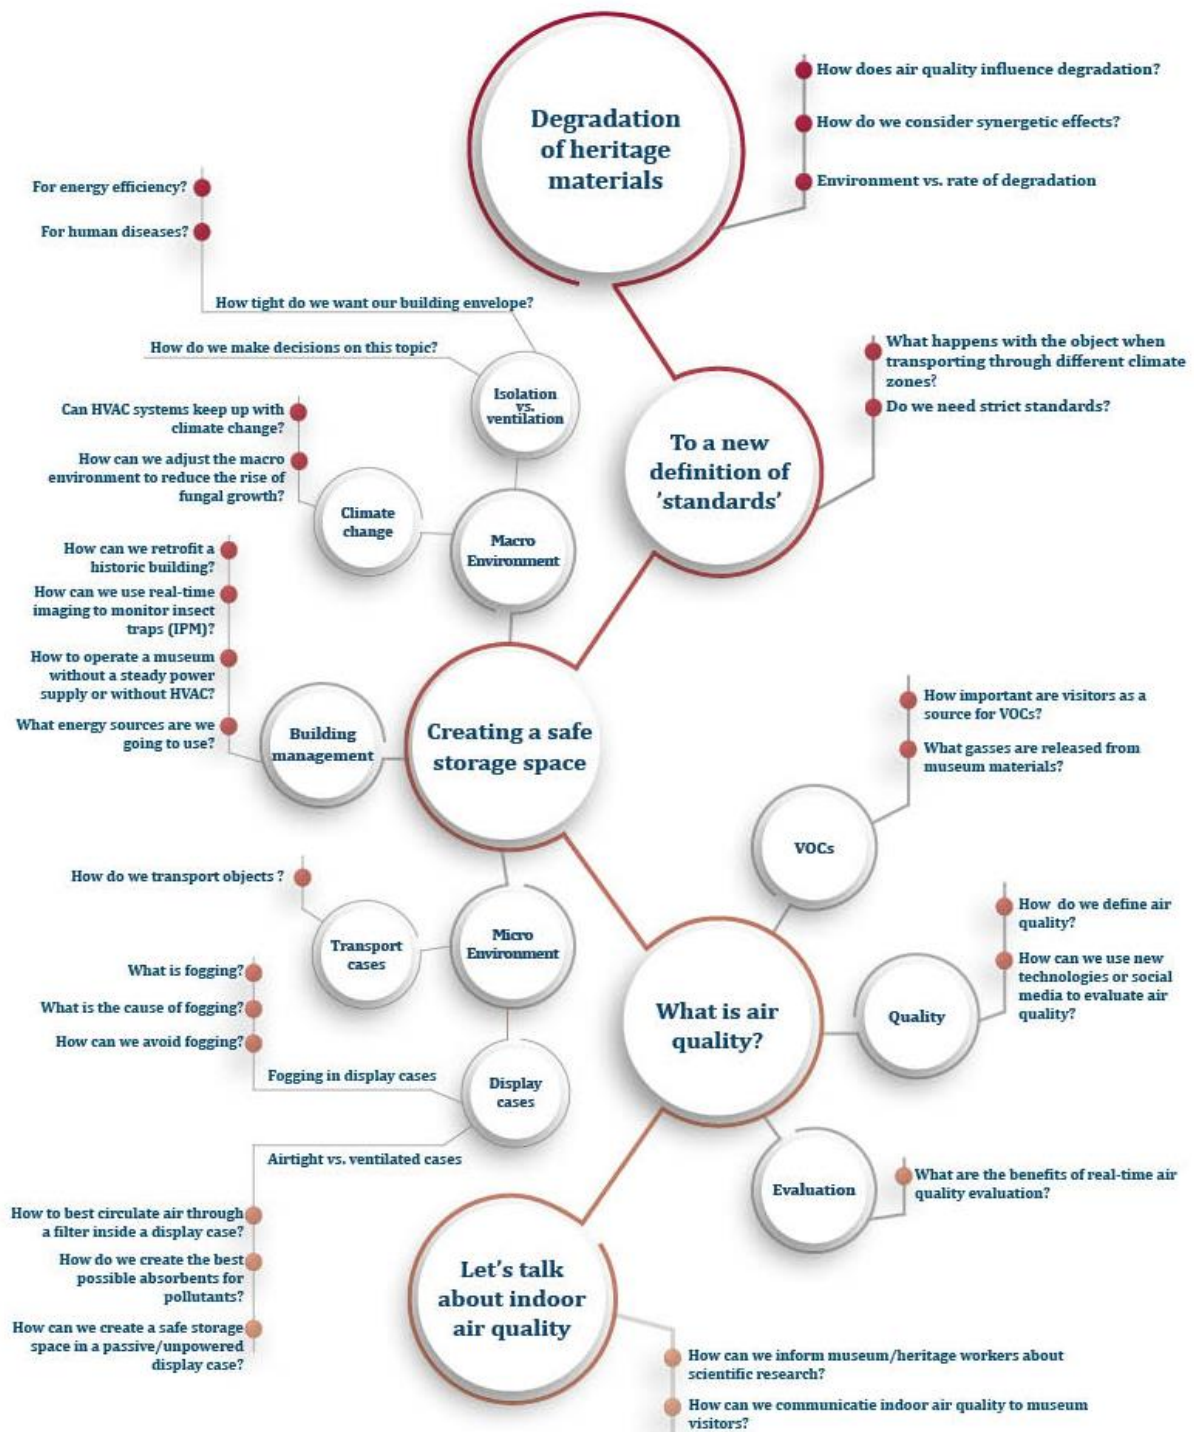 Degradation
of heritage
materials
How does air quality influence degradation?
How do we consider synergetic effects?
Environment vs. rate of degradation
For energy efficiency?
For human diseases?
How tight do we want our building envelope?
How do we make decisions on this topic?
Isolation
vs.
ventilation
What happens with the object when
transporting through different climate
zones?
Do we need strict standards?
To a new
definition of
'standards'
Can HVAC systems keep up with
climate change?
How can we adjust the macro
environment to reduce the rise of
fungal growth?
Climate
change
Macro
Environment
How can we retrofit a
historic building?
How can we use real-time
imaging to monitor insect
traps (IPM)?
How to operate a museum
without a steady power
supply or without HVAC?
What energy sources are we
going to use?
Building
management
Creating a safe
storage space
How important are visitors as a
source for VOCs?
What gasses are released from
museum materials?
VOCs
How do we transport objects ?
Transport
cases
Micro
Environment
How  do we define air
quality?
How can we use new
technologies or social
media to evaluate air
quality?
Quality
What is air
quality?
What is fogging?
What is the cause of fogging?
How can we avoid fogging?
Fogging in display cases
Display
cases
Airtight vs. ventilated cases
Evaluation
What are the benefits of real-time air
quality evaluation?
How to best circulate air through
a filter inside a display case?
How do we create the best
possible absorbents for
pollutants?
How can we create a safe storage
space in a passive/unpowered
display case?
Let's talk
about indoor
air quality
How can we inform museum/heritage workers about
scientific research?
How can we communicatie indoor air quality to museum
visitors?